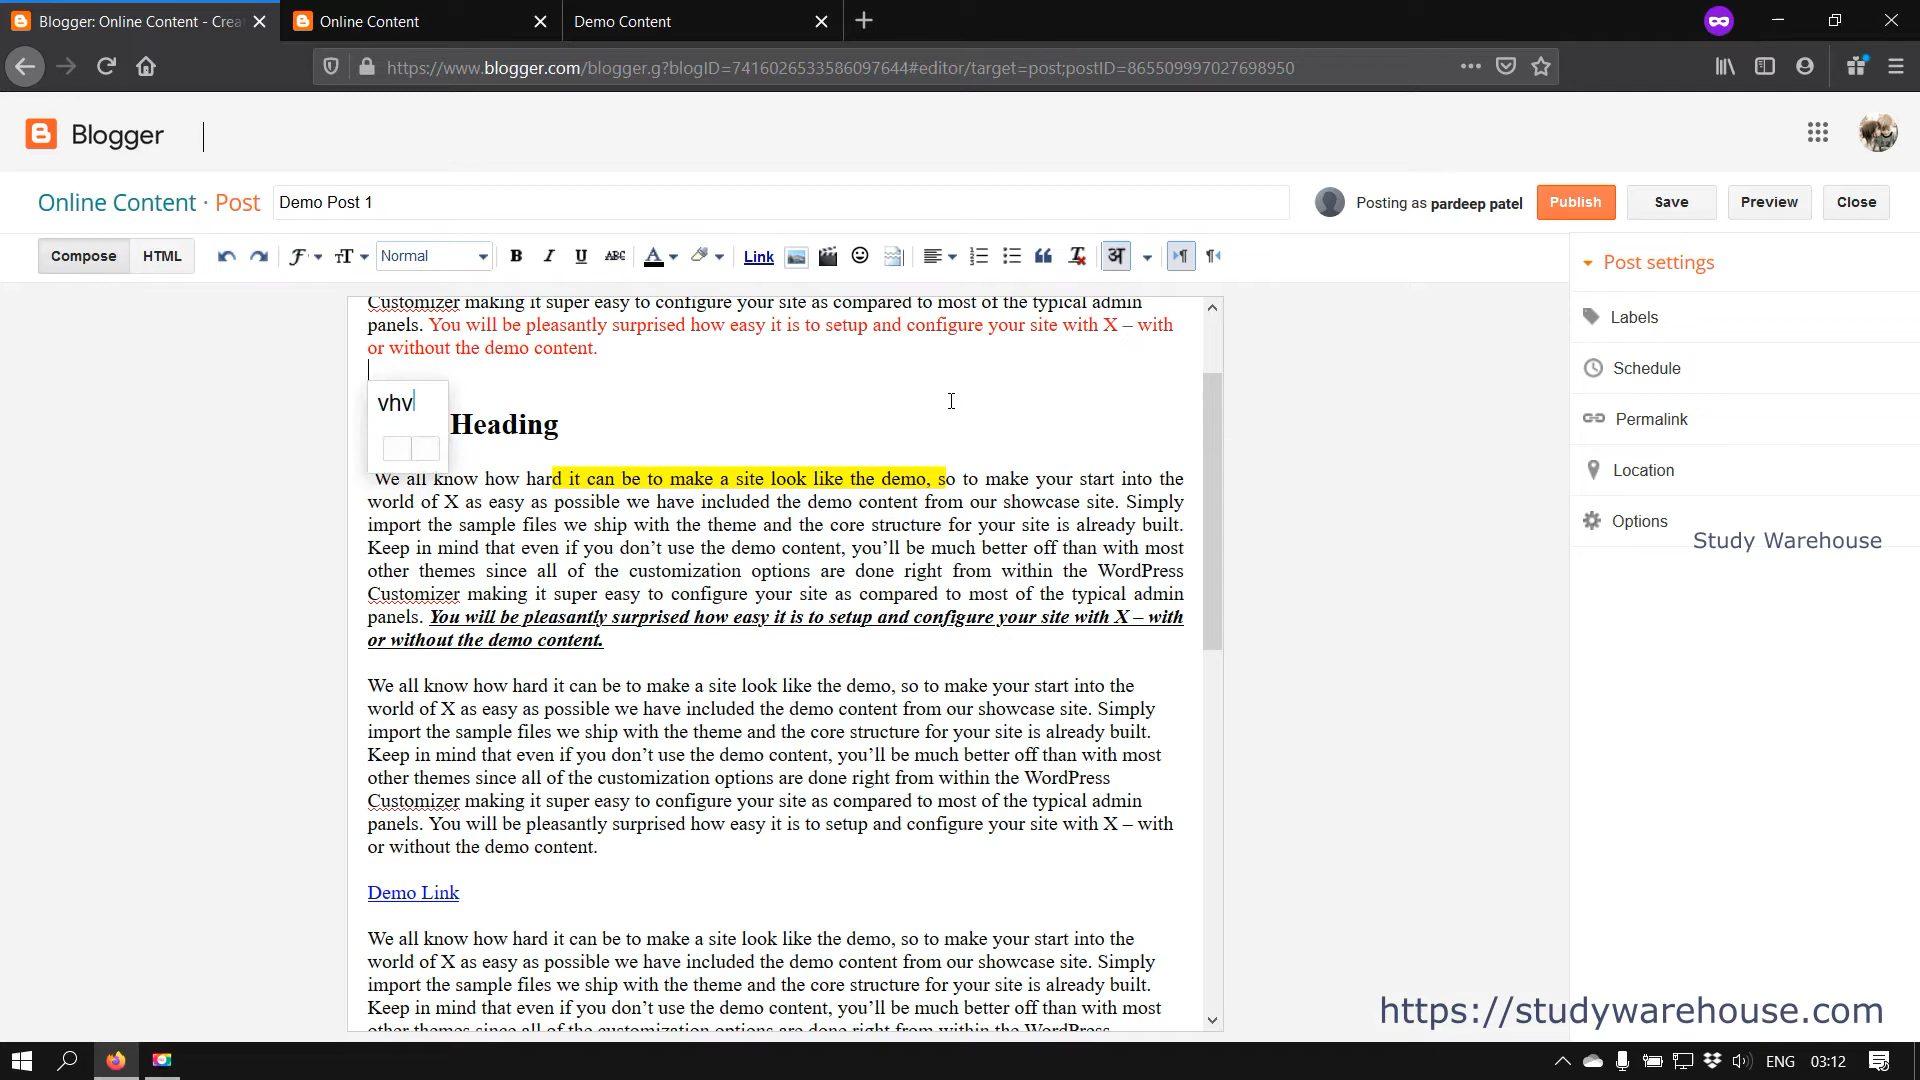 Blogger: Online Content - Crea
Online Content
Demo Content
https://www.blogger.com/blogger.g?blogID=7416026533586097644#editor/target=post;postID=865509997027698950
Blogger
Online Content · Post
Demo Post 1
Posting as pardeep patel
Publish
Save
Preview
Close
Compose
HTML
Normal
B I U ABC A
Link
अ
Post settings
Labels
Schedule
Permalink
Location
Options
Study Warehouse
Customizer making it super easy to configure your site as compared to most of the typical admin
panels. You will be pleasantly surprised how easy it is to setup and configure your site with X – with
or without the demo content.
vhv
Heading
We all know how hard it can be to make a site look like the demo, so to make your start into the
world of X as easy as possible we have included the demo content from our showcase site. Simply
import the sample files we ship with the theme and the core structure for your site is already built.
Keep in mind that even if you don’t use the demo content, you’ll be much better off than with most
other themes since all of the customization options are done right from within the WordPress
Customizer making it super easy to configure your site as compared to most of the typical admin
panels. You will be pleasantly surprised how easy it is to setup and configure your site with X – with
or without the demo content.
We all know how hard it can be to make a site look like the demo, so to make your start into the
world of X as easy as possible we have included the demo content from our showcase site. Simply
import the sample files we ship with the theme and the core structure for your site is already built.
Keep in mind that even if you don’t use the demo content, you’ll be much better off than with most
other themes since all of the customization options are done right from within the WordPress
Customizer making it super easy to configure your site as compared to most of the typical admin
panels. You will be pleasantly surprised how easy it is to setup and configure your site with X – with
or without the demo content.
Demo Link
We all know how hard it can be to make a site look like the demo, so to make your start into the
world of X as easy as possible we have included the demo content from our showcase site. Simply
import the sample files we ship with the theme and the core structure for your site is already built.
Keep in mind that even if you don’t use the demo content, you’ll be much better off than with most
other themes since all of the customization options are done right from within the WordPress
https://studywarehouse.com
ENG
03:12